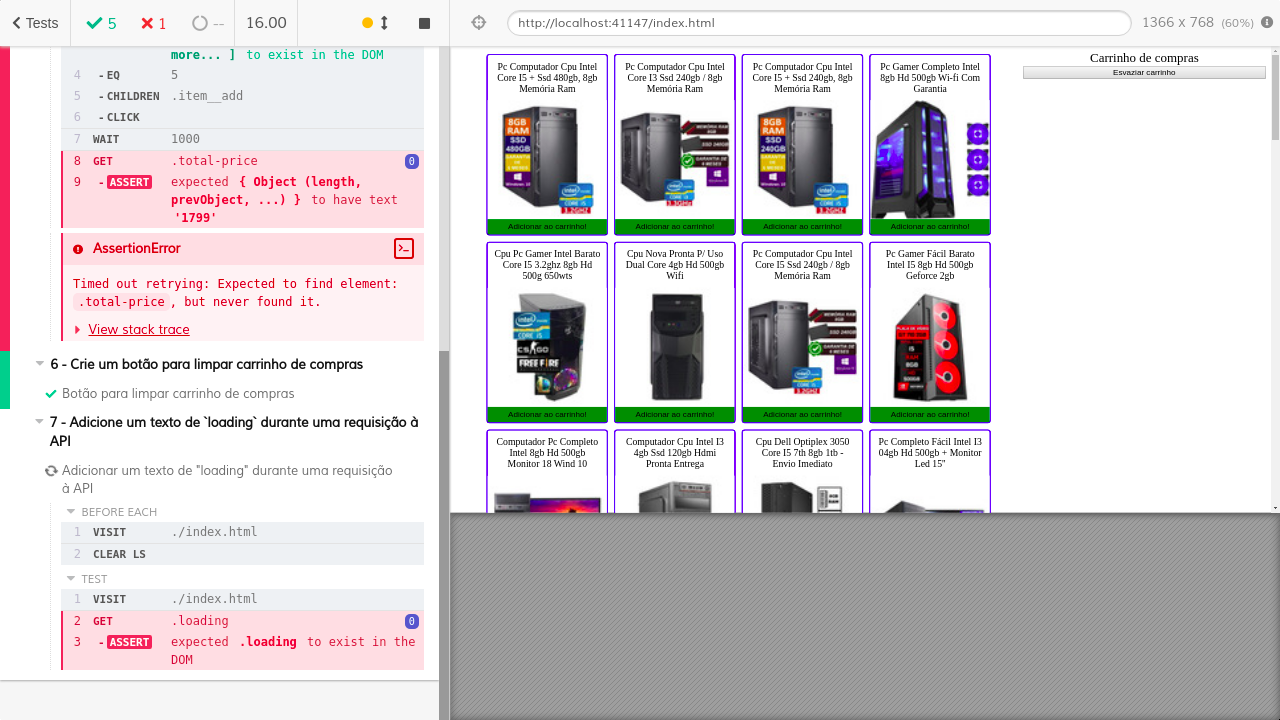 Tests
5
1
--
16.00
http://localhost:41147/index.html
1366 x 768 (60%)
more... ] to exist in the DOM
4 -EQ 5
5 -CHILDREN .item__add
6 -CLICK
7 WAIT 1000
8 GET .total-price 0
9 -ASSERT expected { Object (length,
prevObject, ...) } to have text
'1799'
AssertionError
Timed out retrying: Expected to find element:
.total-price , but never found it.
View stack trace
6 - Crie um botão para limpar carrinho de compras
Botão para limpar carrinho de compras
7 - Adicione um texto de `loading` durante uma requisição à
API
Adicionar um texto de "loading" durante uma requisição
à API
BEFORE EACH
1 VISIT ./index.html
2 CLEAR LS
TEST
1 VISIT ./index.html
2 GET .loading 0
3 -ASSERT expected .loading to exist in the
DOM
Pc Computador Cpu Intel
Core I5 + Ssd 480gb, 8gb
Memória Ram
8GB
RAM
SSD
480GB
Adicionar ao carrinho!
Pc Computador Cpu Intel
Core I3 Ssd 240gb / 8gb
Memória Ram
Adicionar ao carrinho!
Pc Computador Cpu Intel
Core I5 + Ssd 240gb, 8gb
Memória Ram
8GB
RAM
SSD
240GB
Adicionar ao carrinho!
Pc Gamer Completo Intel
8gb Hd 500gb Wi-fi Com
Garantia
Adicionar ao carrinho!
Cpu Pc Gamer Intel Barato
Core I5 3.2ghz 8gb Hd
500g 650wts
CS:GO
FREE FIRE
Adicionar ao carrinho!
Cpu Nova Pronta P/ Uso
Dual Core 4gb Hd 500gb
Wifi
Adicionar ao carrinho!
Pc Computador Cpu Intel
Core I5 Ssd 240gb / 8gb
Memória Ram
Adicionar ao carrinho!
Pc Gamer Fácil Barato
Intel I5 8gb Hd 500gb
Geforce 2gb
Adicionar ao carrinho!
Computador Pc Completo
Intel 8gb Hd 500gb
Monitor 18 Wind 10
Computador Cpu Intel I3
4gb Ssd 120gb Hdmi
Pronta Entrega
Cpu Dell Optiplex 3050
Core I5 7th 8gb 1tb -
Envio Imediato
Pc Completo Fácil Intel I3
04gb Hd 500gb + Monitor
Led 15"
Carrinho de compras
Esvaziar carrinho